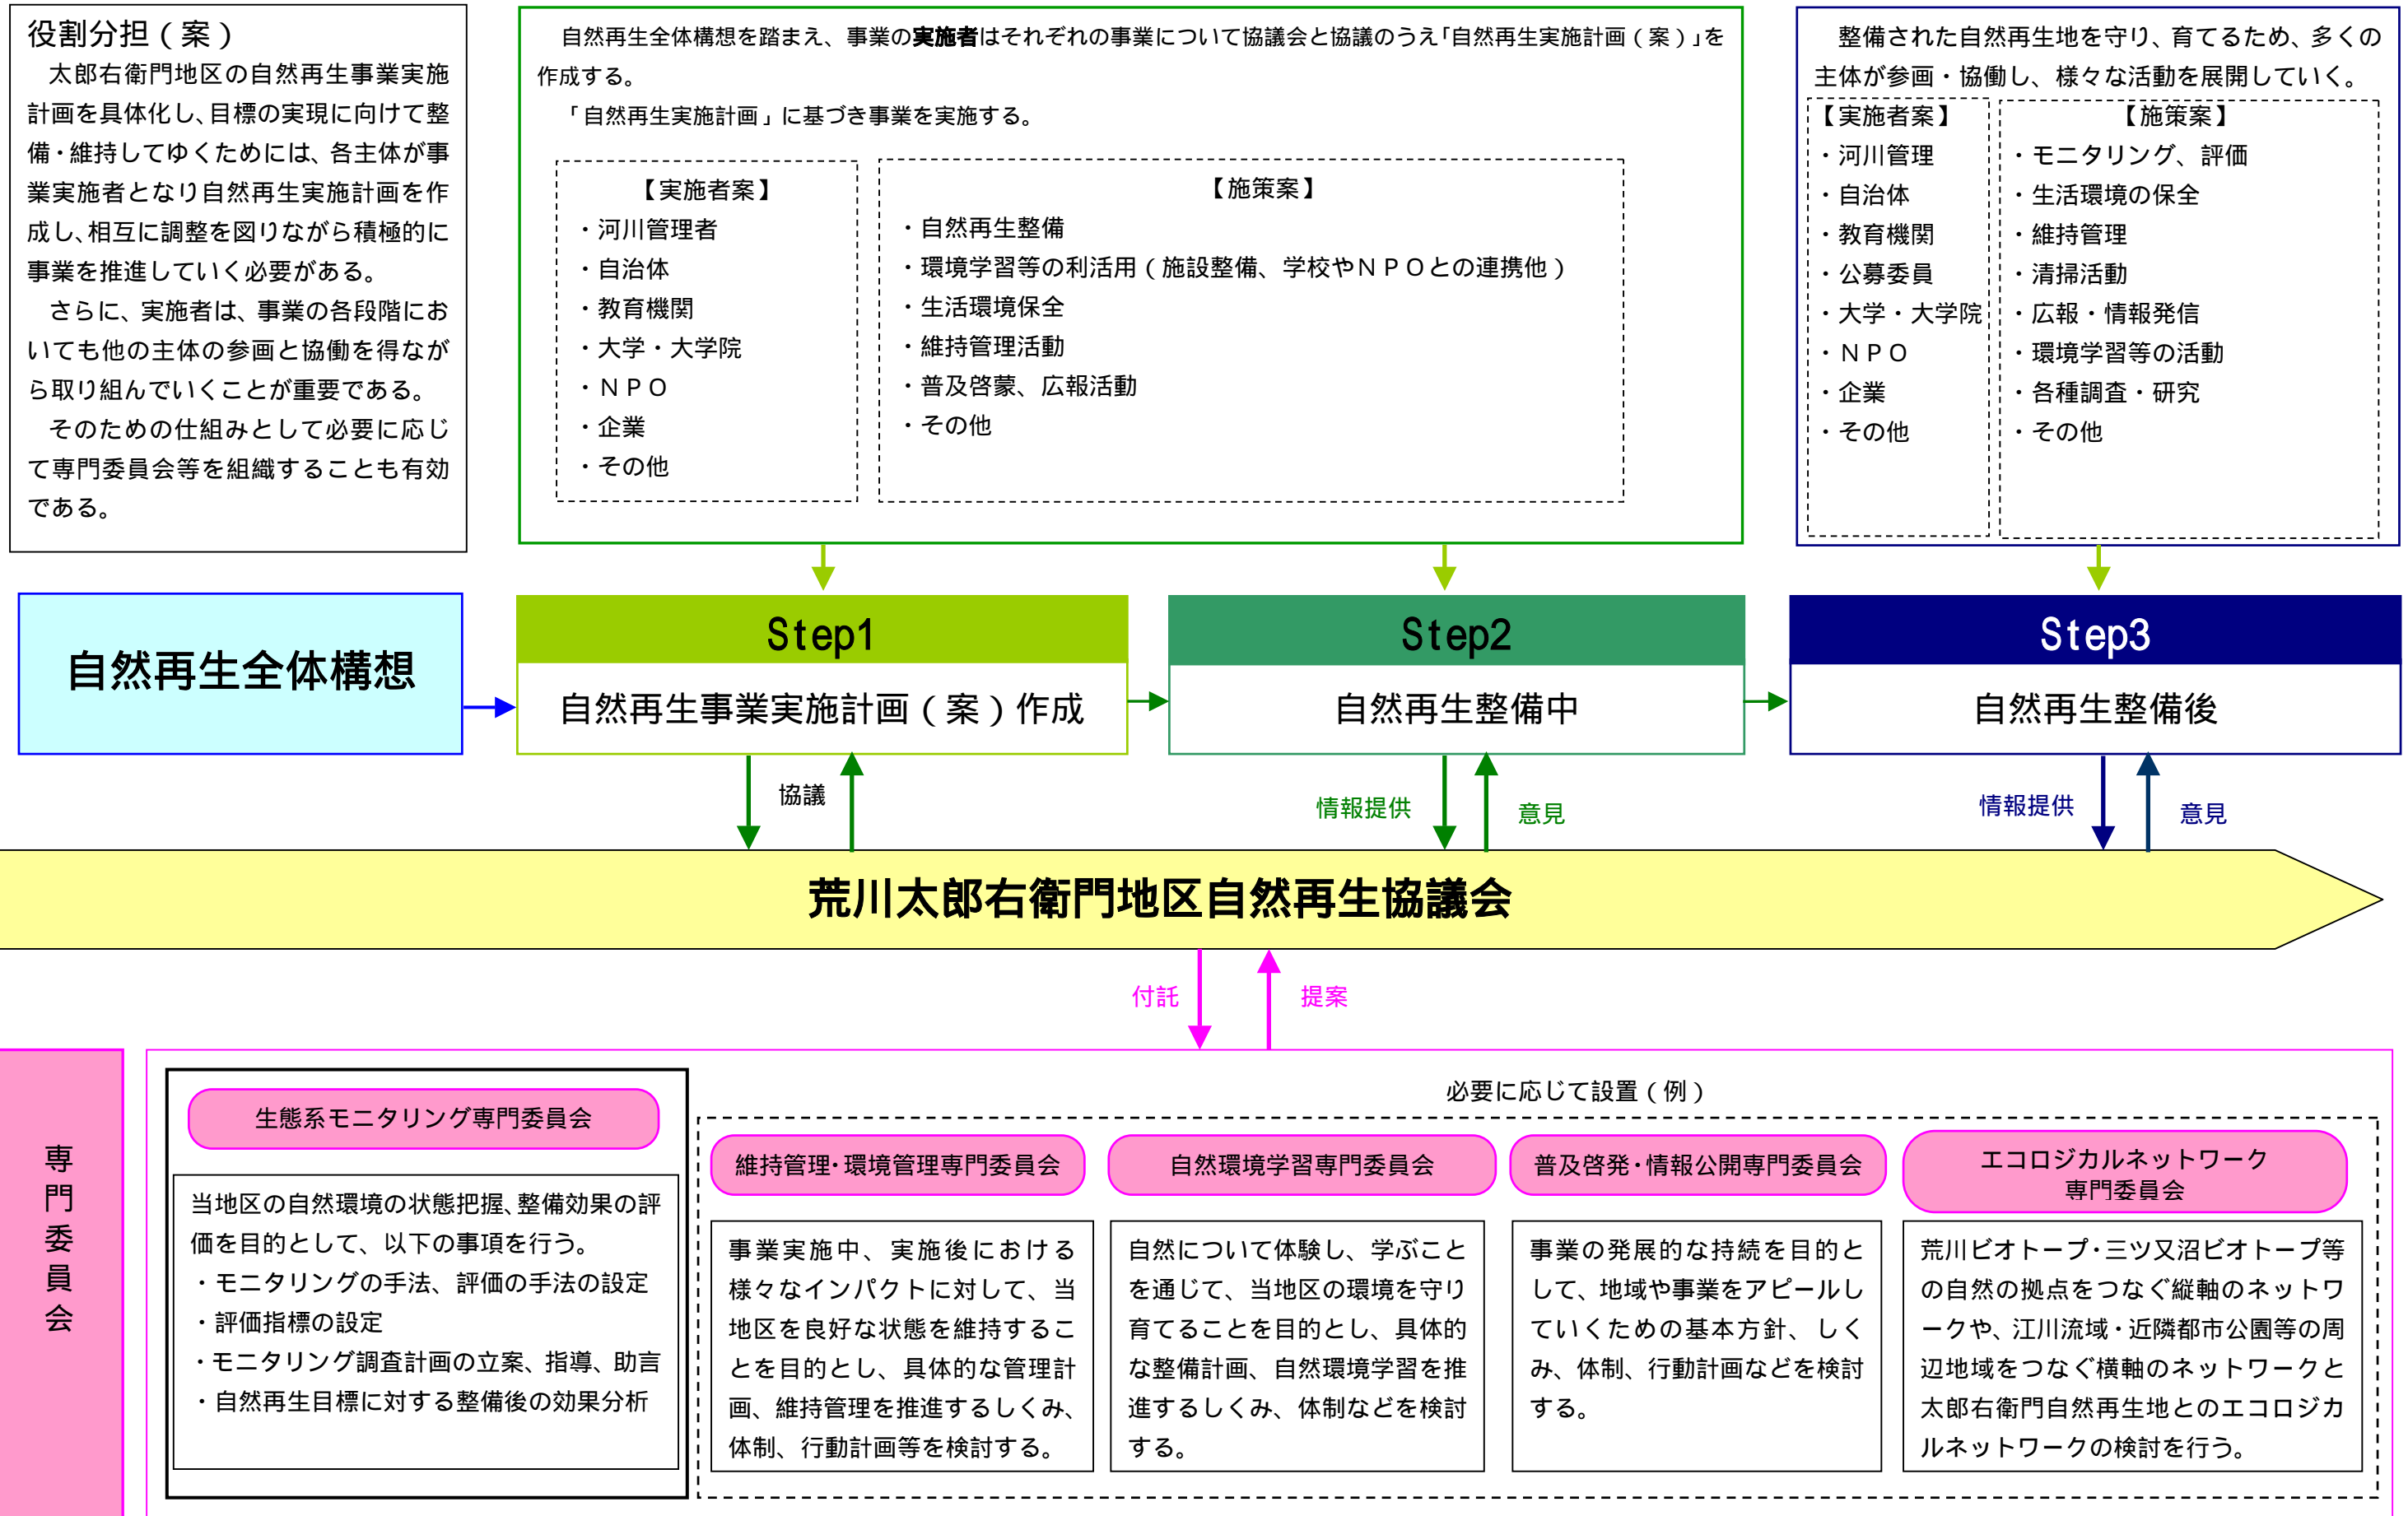 役割分担(案)
太郎右衛門地区の自然再生事業実施
計画を具体化し、目標の実現に向けて整
備・維持してゆくためには、各主体が事
業実施者となり自然再生実施計画を作
成し、相互に調整を図りながら積極的に
事業を推進していく必要がある。
さらに、実施者は、事業の各段階にお
いても他の主体の参画と協働を得なが
ら取り組んでいくことが重要である。
そのための仕組みとして必要に応じ
て専門委員会等を組織することも有効
である。
自然再生全体構想を踏まえ、事業の実施者はそれぞれの事業について協議会と協議のうえ「自然再生実施計画(案)」を
作成する。
「自然再生実施計画」に基づき事業を実施する。
【実施者案】
・河川管理者
・自治体
・教育機関
・大学・大学院
・NPO
・企業
・その他
【施策案】
・自然再生整備
・環境学習等の利活用(施設整備、学校やNPOとの連携他)
・生活環境保全
・維持管理活動
・普及啓蒙、広報活動
・その他
整備された自然再生地を守り、育てるため、多くの
主体が参画・協働し、様々な活動を展開していく。
【実施者案】
・河川管理
・自治体
・教育機関
・公募委員
・大学・大学院
・NPO
・企業
・その他
【施策案】
・モニタリング、評価
・生活環境の保全
・維持管理
・清掃活動
・広報・情報発信
・環境学習等の活動
・各種調査・研究
・その他
自然再生全体構想
Step1
自然再生事業実施計画(案)作成
Step2
自然再生整備中
Step3
自然再生整備後
協議
情報提供
意見
情報提供
意見
荒川太郎右衛門地区自然再生協議会
付託
提案
専門委員会
生態系モニタリング専門委員会
当地区の自然環境の状態把握、整備効果の評
価を目的として、以下の事項を行う。
・モニタリングの手法、評価の手法の設定
・評価指標の設定
・モニタリング調査計画の立案、指導、助言
・自然再生目標に対する整備後の効果分析
必要に応じて設置(例)
維持管理・環境管理専門委員会
事業実施中、実施後における
様々なインパクトに対して、当
地区を良好な状態を維持するこ
とを目的とし、具体的な管理計
画、維持管理を推進するしくみ、
体制、行動計画等を検討する。
自然環境学習専門委員会
自然について体験し、学ぶこと
を通じて、当地区の環境を守り
育てることを目的とし、具体的
な整備計画、自然環境学習を推
進するしくみ、体制などを検討
する。
普及啓発・情報公開専門委員会
事業の発展的な持続を目的と
して、地域や事業をアピールし
ていくための基本方針、しく
み、体制、行動計画などを検討
する。
エコロジカルネットワーク
専門委員会
荒川ビオトープ・三ツ又沼ビオトープ等
の自然の拠点をつなぐ縦軸のネットワ
ークや、江川流域・近隣都市公園等の周
辺地域をつなぐ横軸のネットワークと
太郎右衛門自然再生地とのエコロジカ
ルネットワークの検討を行う。